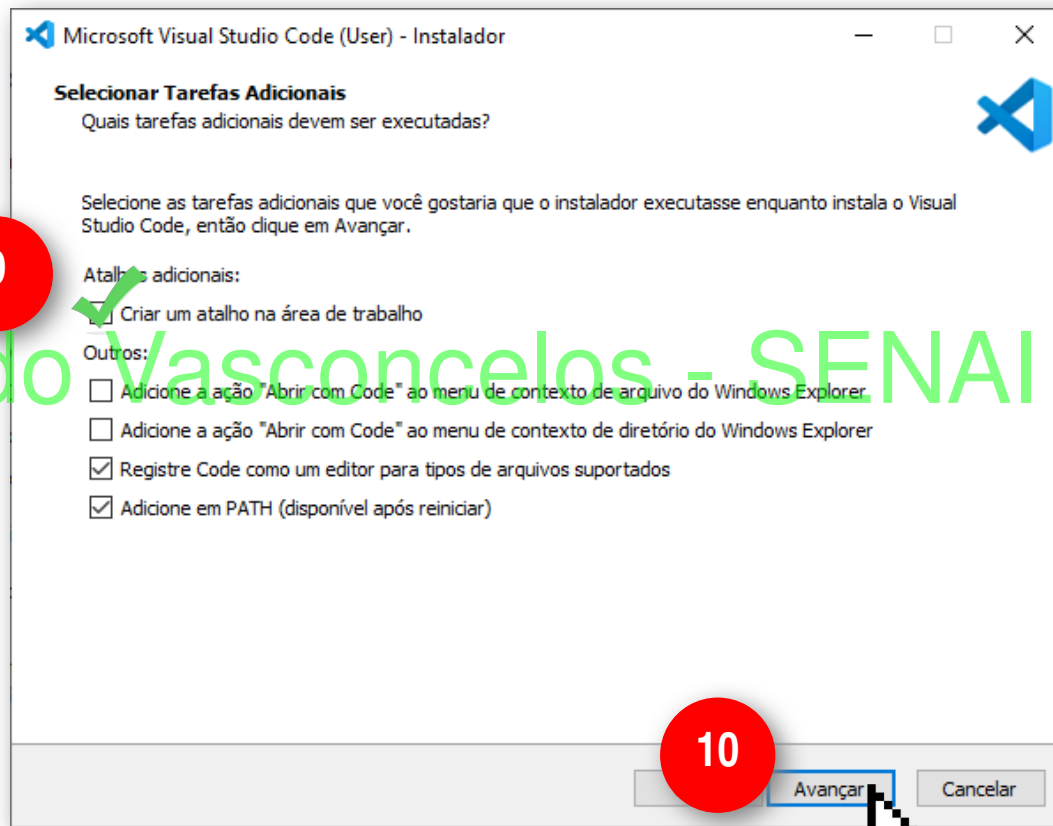 Microsoft Visual Studio Code (User) - Instalador
Selecionar Tarefas Adicionais
Quais tarefas adicionais devem ser executadas?
Selecione as tarefas adicionais que você gostaria que o instalador executasse enquanto instala o Visual
Studio Code, então clique em Avançar.
Atalhos adicionais:
Criar um atalho na área de trabalho
Outros:
do Vasconcelos - SENAI
Adicione a ação "Abrir com Code" ao menu de contexto de arquivo do Windows Explorer
Adicione a ação "Abrir com Code" ao menu de contexto de diretório do Windows Explorer
Registre Code como um editor para tipos de arquivos suportados
Adicione em PATH (disponível após reiniciar)
10
Avançar
Cancelar